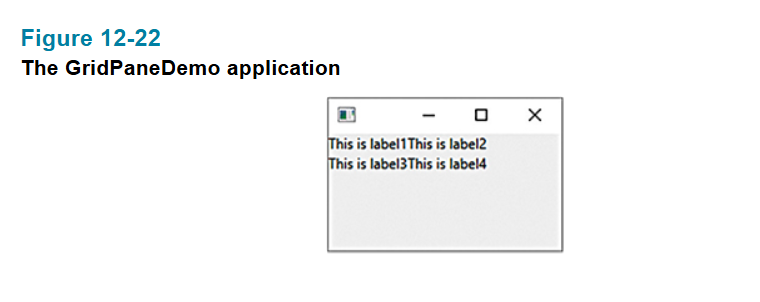 Figure 12-22
The GridPaneDemo application
This is label1This is label2
This is label3This is label4